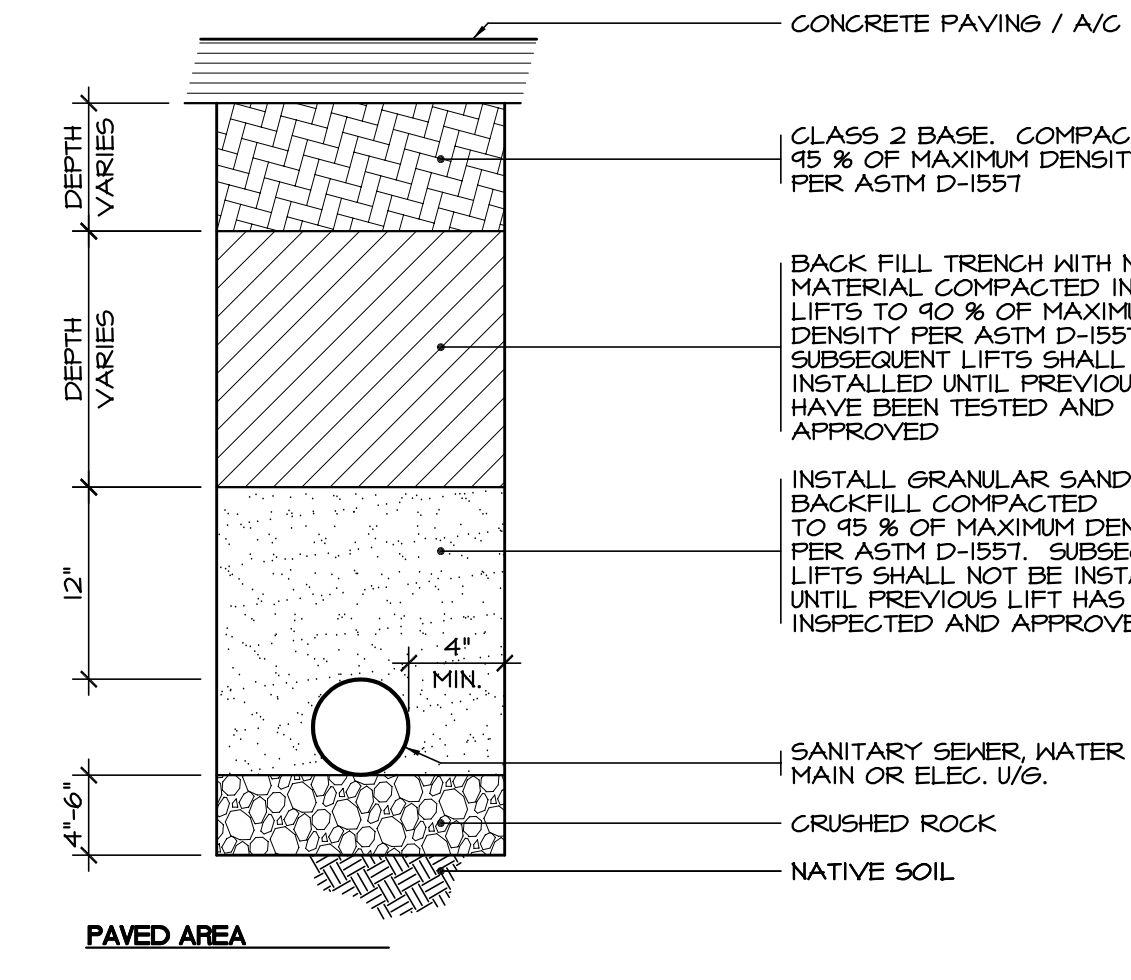 CONCRETE PAVING / A/C
CLASS 2 BASE. COMPAC
95 % OF MAXIMUM DENSIT
PER ASTM D-1557
DEPTH
VARIES
BACK FILL TRENCH WITH
MATERIAL COMPACTED IN
LIFTS TO 90 % OF MAXIMU
DENSITY PER ASTM D-155
SUBSEQUENT LIFTS SHALL
INSTALLED UNTIL PREVIOU
HAVE BEEN TESTED AND
APPROVED
DEPTH
VARIES
INSTALL GRANULAR SAND
BACKFILL COMPACTED
TO 95 % OF MAXIMUM DEN
PER ASTM D-1557. SUBSE
LIFTS SHALL NOT BE INST
UNTIL PREVIOUS LIFT HAS
INSPECTED AND APPROVE
12"
4"
MIN.
SANITARY SEWER, WATER
MAIN OR ELEC. U/G.
4"-6"
CRUSHED ROCK
NATIVE SOIL
PAVED AREA